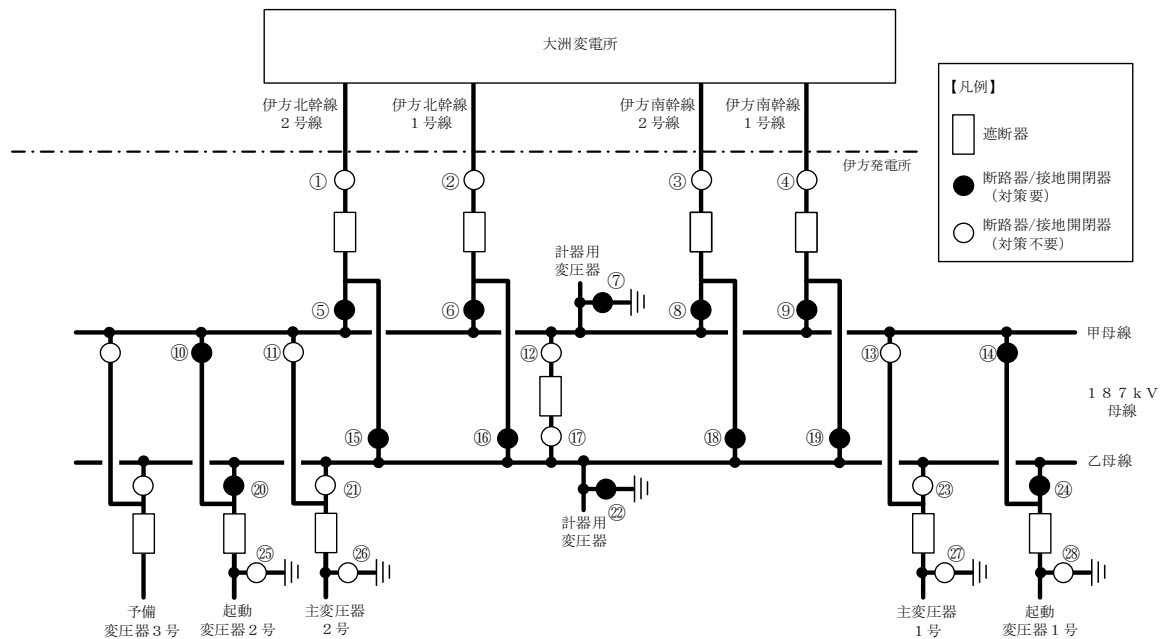 大洲変電所
伊方北幹線
２号線
伊方北幹線
１号線
伊方南幹線
２号線
伊方南幹線
１号線
【凡例】
遮断器
断路器/接地開閉器
（対策要）
断路器/接地開閉器
（対策不要）
伊方発電所
①
②
③
④
計器用
変圧器
⑦
⑤
⑥
⑧
⑨
甲母線
⑩
⑪
⑫
⑬
⑭
１８７ｋＶ
母線
⑮
⑯
⑰
⑱
⑲
乙母線
⑳
㉑
㉒
㉓
㉔
計器用
変圧器
㉕
㉖
㉗
㉘
予備
変圧器３号
起動
変圧器２号
主変圧器
２号
主変圧器
１号
起動
変圧器１号